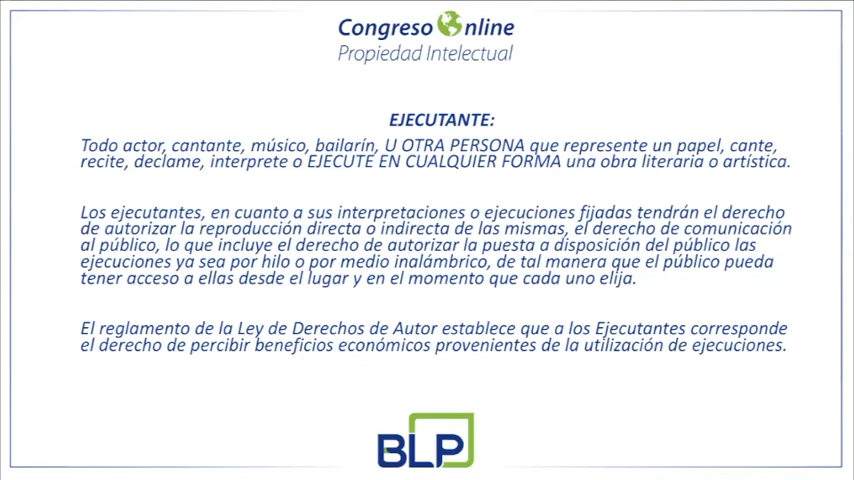 Congreso Online
Propiedad Intelectual
EJECUTANTE:
Todo actor, cantante, músico, bailarín, U OTRA PERSONA que represente un papel, cante,
recite, declame, interprete o EJECUTE EN CUALQUIER FORMA una obra literaria o artística.
Los ejecutantes, en cuanto a sus interpretaciones o ejecuciones fijadas tendrán el derecho
de autorizar la reproducción directa o indirecta de las mismas, el derecho de comunicación
al público, lo que incluye el derecho de autorizar la puesta a disposición del público las
ejecuciones ya sea por hilo o por medio inalámbrico, de tal manera que el público pueda
tener acceso a ellas desde el lugar y en el momento que cada uno elija.
El reglamento de la Ley de Derechos de Autor establece que a los Ejecutantes corresponde
el derecho de percibir beneficios económicos provenientes de la utilización de ejecuciones.
BLP